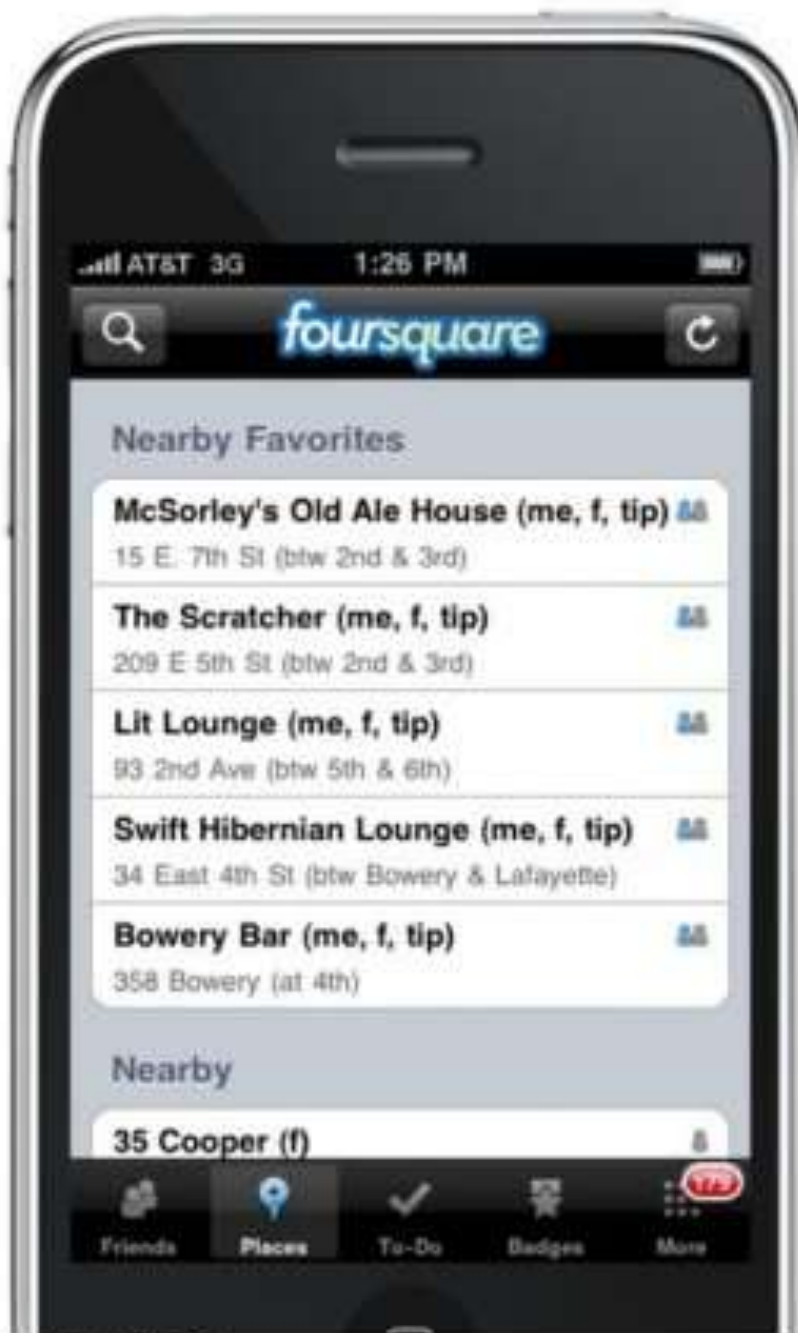 AT&T 3G 1:26 PM
foursquare
Nearby Favorites
McSorley's Old Ale House (me, f, tip)
15 E. 7th St (btw 2nd & 3rd)
The Scratcher (me, f, tip)
209 E 5th St (btw 2nd & 3rd)
Lit Lounge (me, f, tip)
93 2nd Ave (btw 5th & 6th)
Swift Hibernian Lounge (me, f, tip)
34 East 4th St (btw Bowery & Lafayette)
Bowery Bar (me, f, tip)
358 Bowery (at 4th)
Nearby
35 Cooper (f)
Friends Places To-Do Badges More